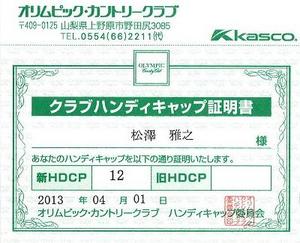 オリムピック・カントリークラブ
〒409-0125 山梨県上野原市野田尻3085
TEL.0554(66)2211(代)
Kasco
OLYMPIC
Country Club
クラブハンディキャップ証明書
松澤 雅之 様
あなたのハンディキャップを以下の通り証明いたします。
新HDCP 12 旧HDCP
2013 年 04 月 01 日
オリムピック・カントリークラブ ハンディキャップ委員会